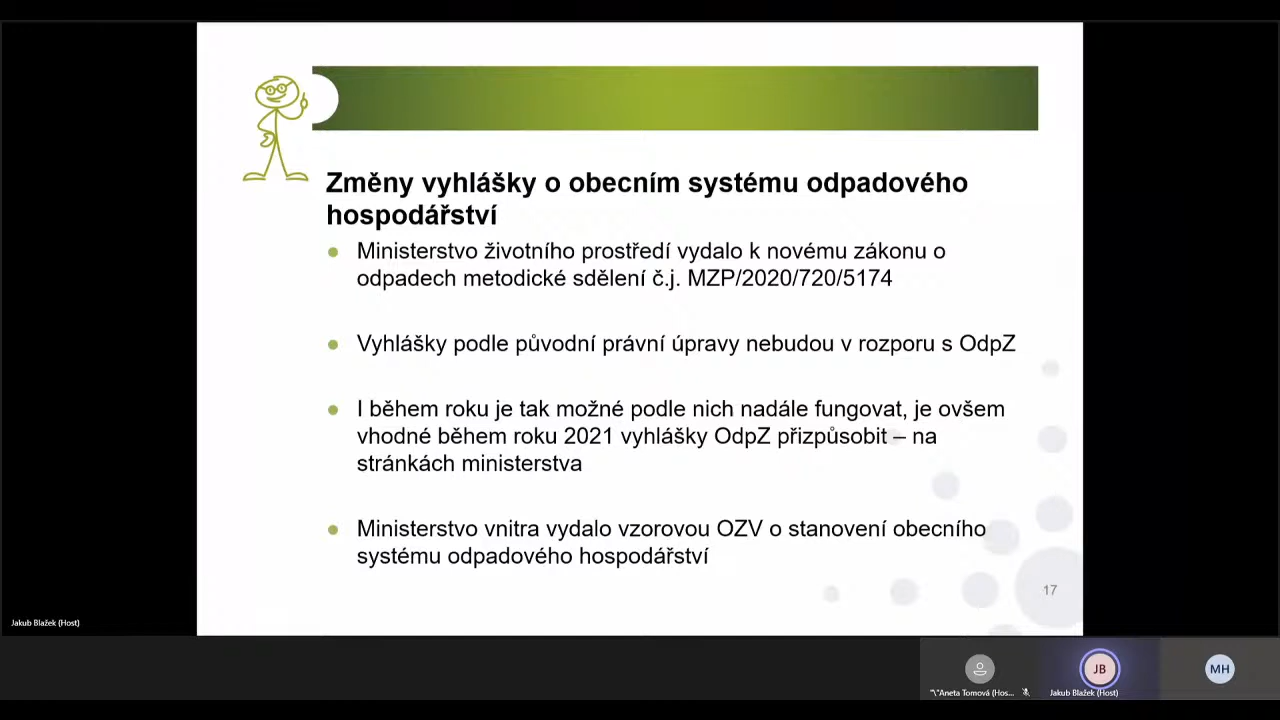 Změny vyhlášky o obecním systému odpadového
hospodářství
Ministerstvo životního prostředí vydalo k novému zákonu o
odpadech metodické sdělení č.j. MZP/2020/720/5174
Vyhlášky podle původní právní úpravy nebudou v rozporu s OdpZ
I během roku je tak možné podle nich nadále fungovat, je ovšem
vhodné během roku 2021 vyhlášky OdpZ přizpůsobit – na
stránkách ministerstva
Ministerstvo vnitra vydalo vzorovou OZV o stanovení obecního
systému odpadového hospodářství
17
Jakub Blažek (Host)
JB
MH
"\"Aneta Tomová (Hos...
Jakub Blažek (Host)